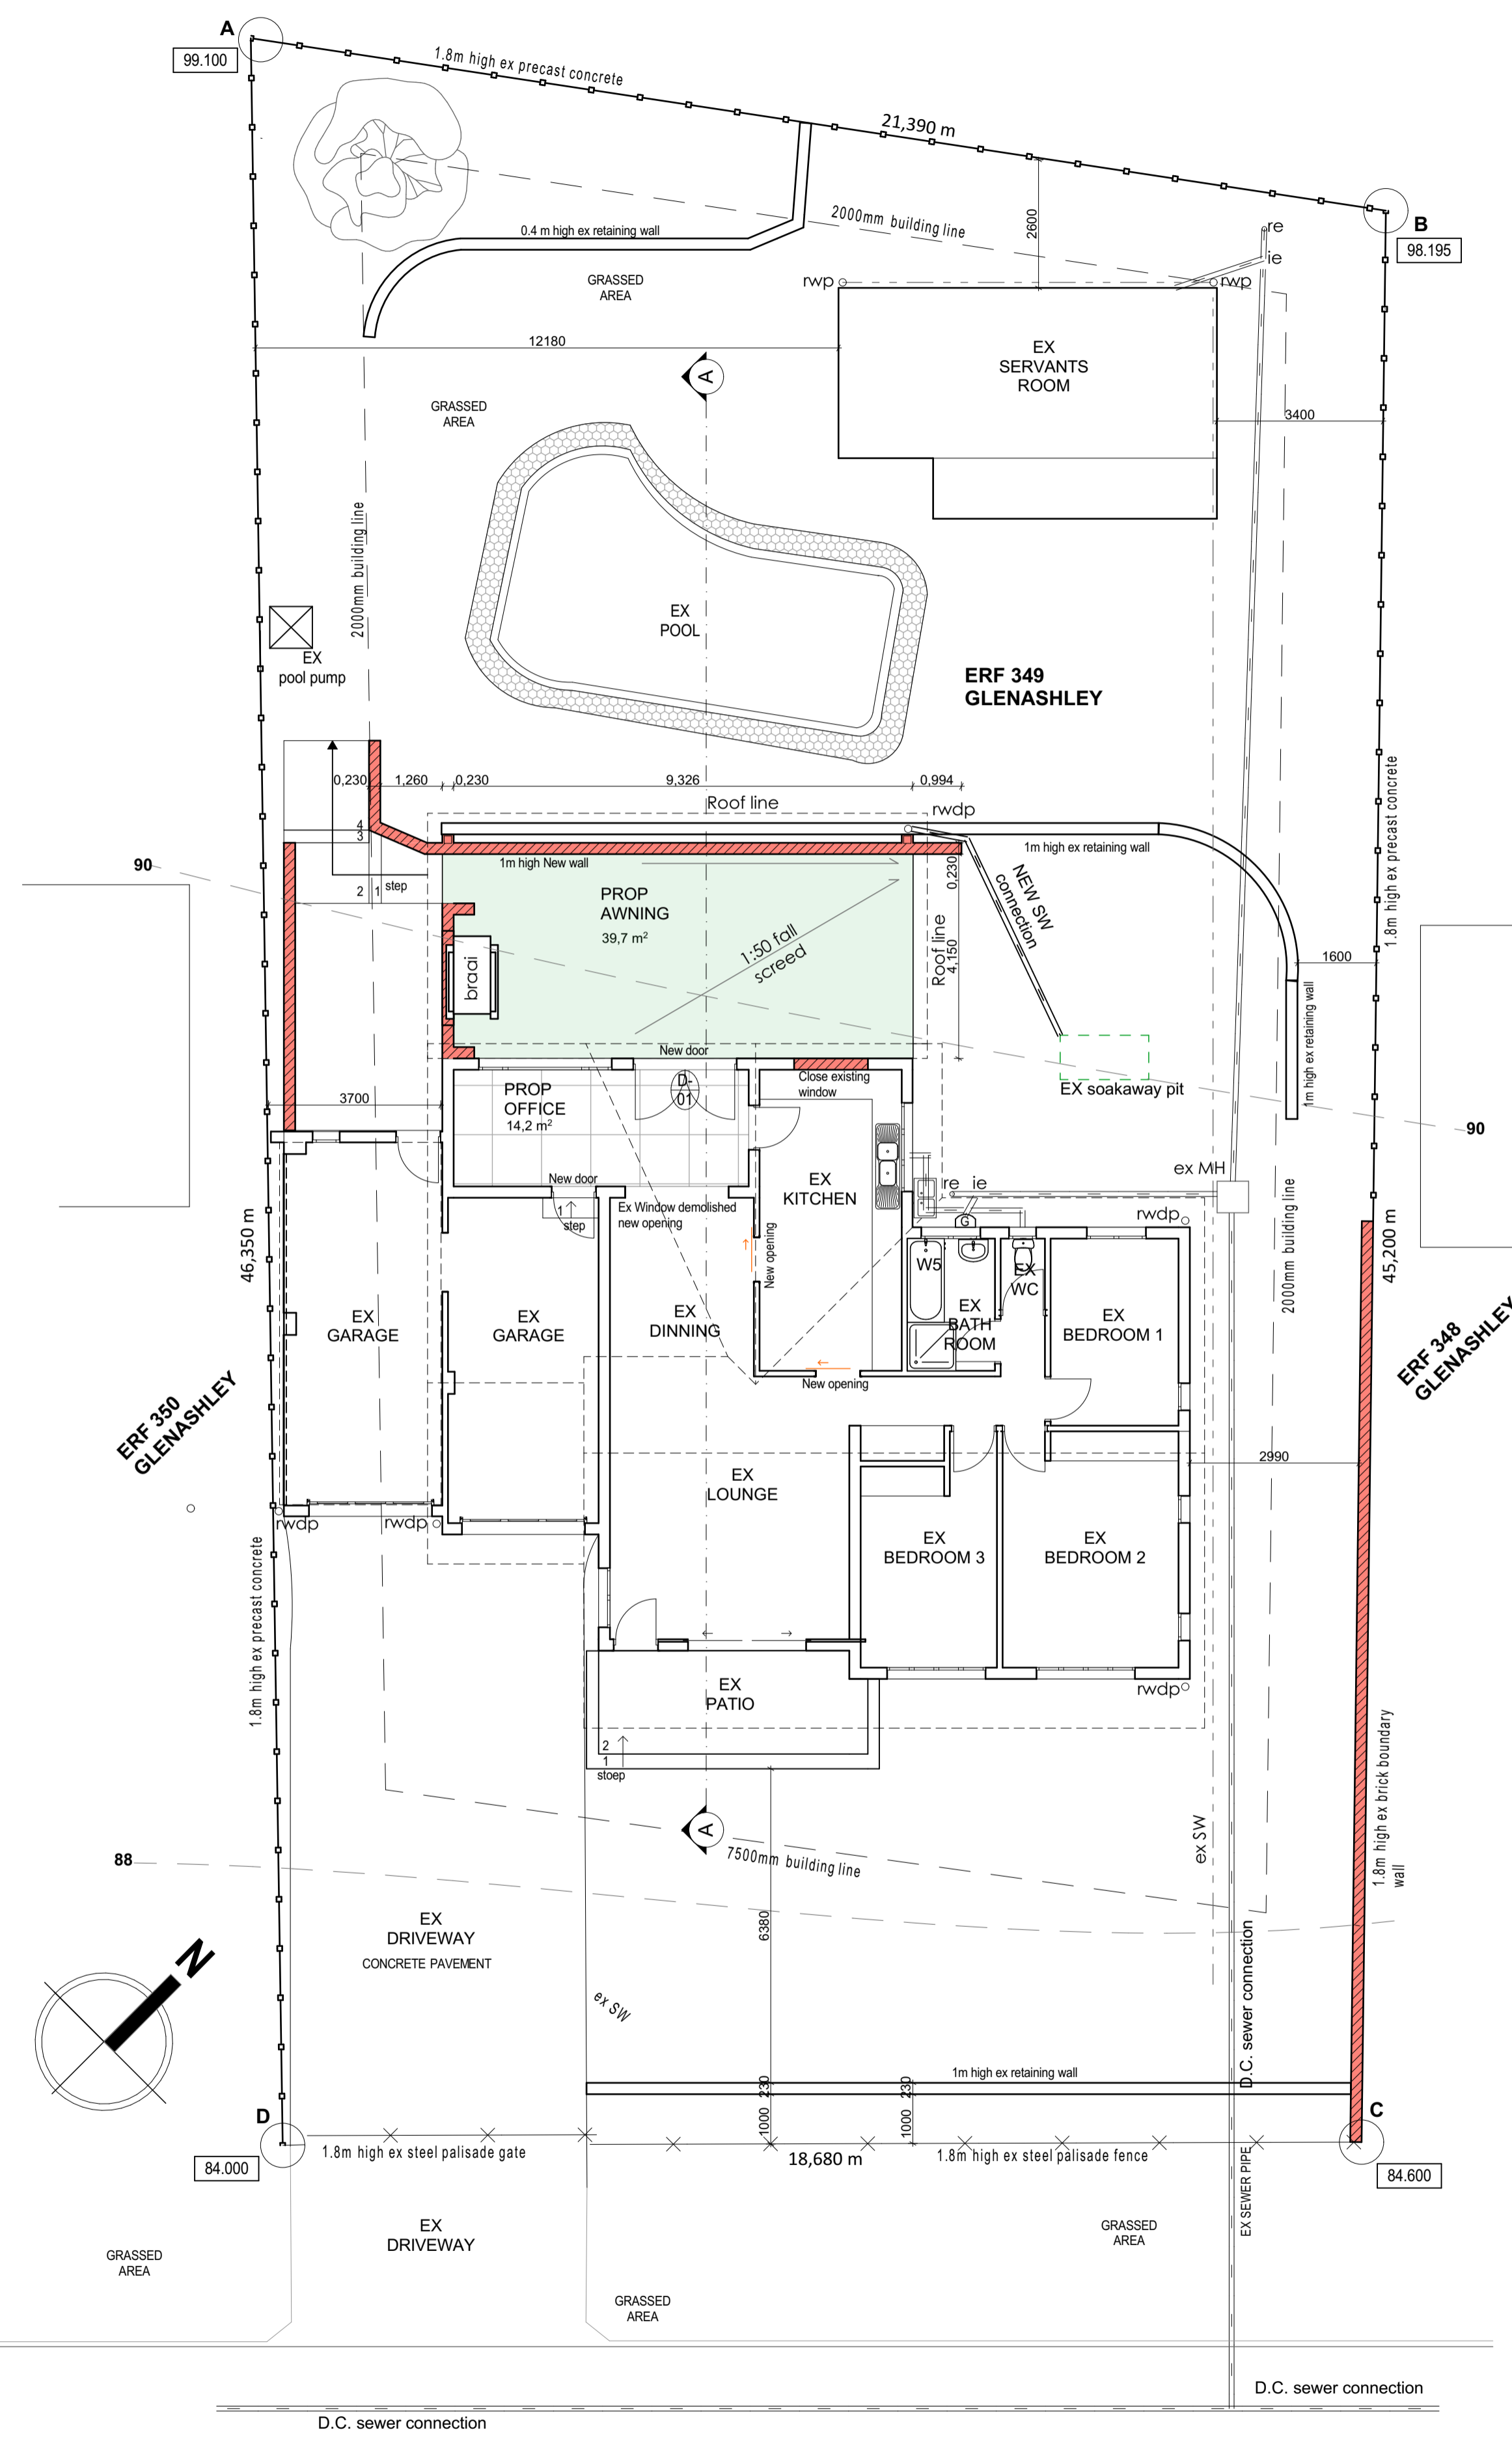 A
99.100
1.8m high ex precast concrete
21,390 m
B
98.195
2000mm building line
2600
re
ie
0.4 m high ex retaining wall
GRASSED
AREA
rwp
rwp
12180
A
EX
SERVANTS
ROOM
3400
GRASSED
AREA
2000mm building line
EX
POOL
EX
pool pump
ERF 349
GLENASHLEY
1.8m high ex precast concrete
0,230
1,260
0,230
9,326
0,994
Roof line
rwdp
4
3
2
1
step
90
1m high New wall
1m high ex retaining wall
PROP
AWNING
39,7 m²
0,230
NEW SW
connection
1:50 fall
screed
Roof line
4,150
braai
1600
1m high ex retaining wall
New door
EX soakaway pit
Close existing
window
PROP
OFFICE
14,2 m²
D-
01
3700
90
ex MH
EX
KITCHEN
re
ie
New door
Ex Window demolished
new opening
1
step
G
rwdp
2000mm building line
46,350 m
45,200 m
New opening
W5
EX
WC
EX
GARAGE
EX
GARAGE
EX
DINNING
EX
BATH
ROOM
EX
BEDROOM 1
ERF 348
GLENASHLEY
New opening
ERF 350
GLENASHLEY
2990
EX
LOUNGE
rwdp
rwdp
EX
BEDROOM 3
EX
BEDROOM 2
1.8m high ex precast concrete
EX
PATIO
rwdp
2
1
stoep
1.8m high ex brick boundary
wall
A
7500mm building line
ex SW
88
6380
EX
DRIVEWAY
CONCRETE PAVEMENT
N
ex SW
D.C. sewer connection
1m high ex retaining wall
230
230
1000
1000
D
C
84.000
1.8m high ex steel palisade gate
18,680 m
1.8m high ex steel palisade fence
84.600
EX SEWER PIPE
EX
DRIVEWAY
GRASSED
AREA
GRASSED
AREA
GRASSED
AREA
D.C. sewer connection
D.C. sewer connection